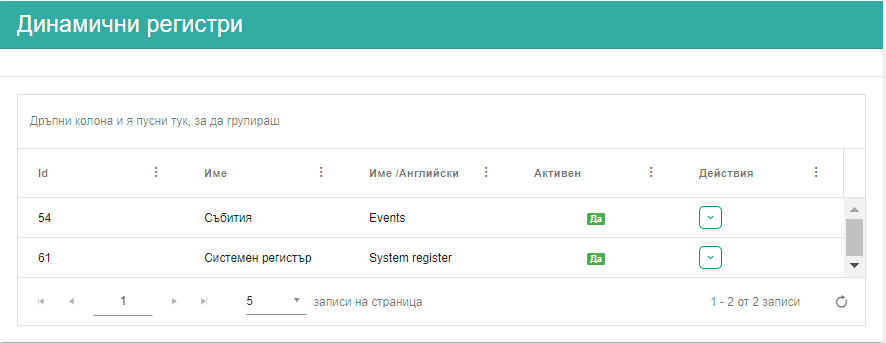 Динамични регистри
Дръпни колона и я пусни тук, за да групираш
Id Име Име /Английски Активен Действия
54 Събития Events Да
61 Системен регистър System register Да
1 5 записи на страница 1 - 2 от 2 записи